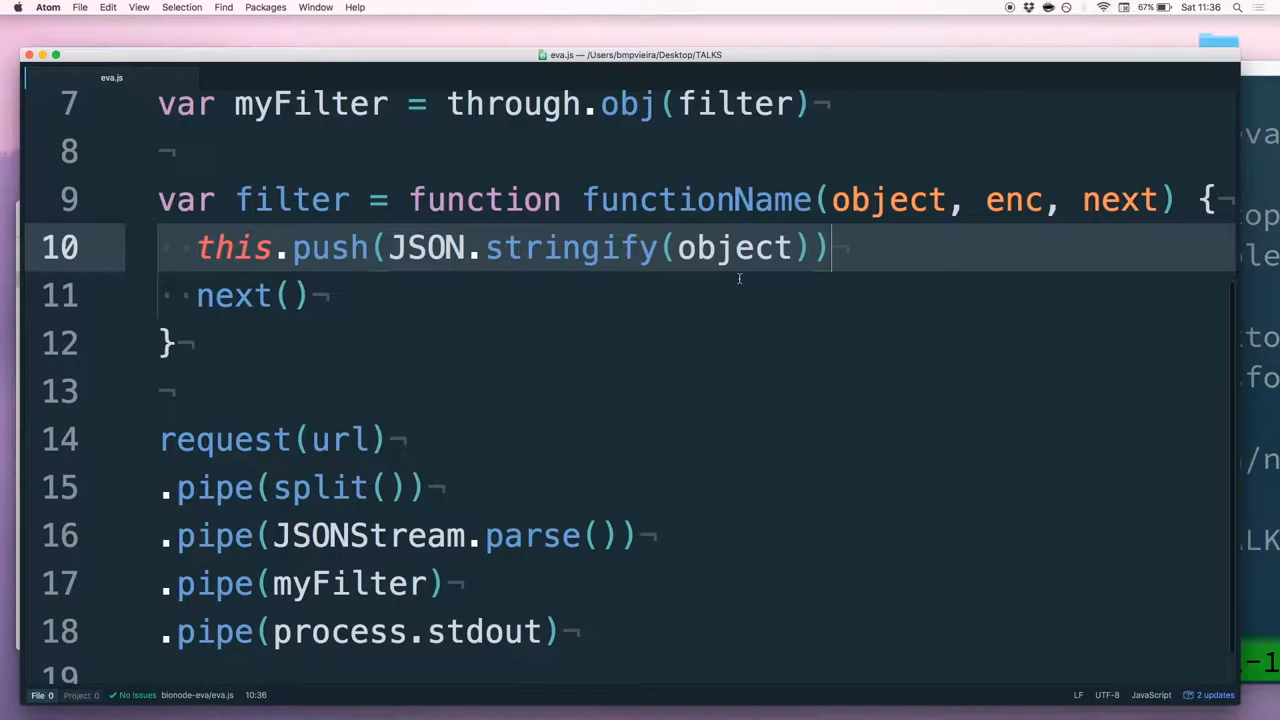 Atom File Edit View Selection Find Packages Window Help 67% Sat 11:36
eva.js — /Users/bmpvieira/Desktop/TALKS
eva.js
7 var myFilter = through.obj(filter)¬
8 ¬
9 var filter = function functionName(object, enc, next) {¬
10 this.push(JSON.stringify(object))¬
11 next()¬
12 }¬
13 ¬
14 request(url)¬
15 .pipe(split())¬
16 .pipe(JSONStream.parse())¬
17 .pipe(myFilter)¬
18 .pipe(process.stdout)¬
19
File 0 Project 0 No Issues bionode-eva/eva.js 10:36 LF UTF-8 JavaScript 2 updates